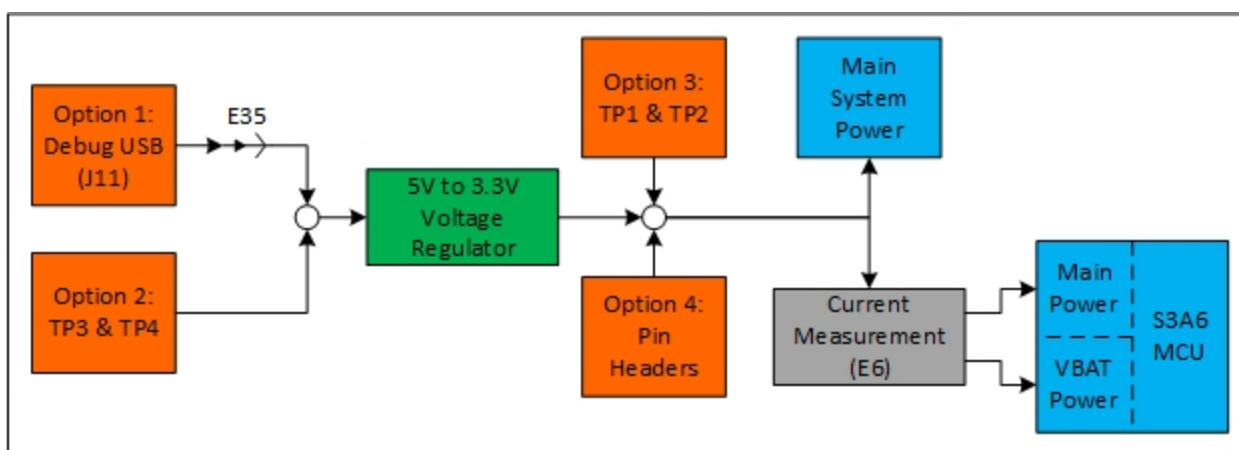 Option 1:
Debug USB
(J11)
E35
Option 2:
TP3 & TP4
5V to 3.3V
Voltage
Regulator
Option 3:
TP1 & TP2
Option 4:
Pin
Headers
Main
System
Power
Current
Measurement
(E6)
Main
Power
VBAT
Power
S3A6
MCU